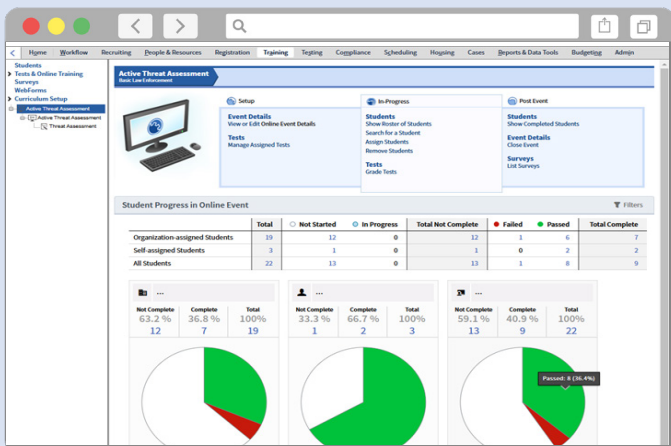 Home Workflow Recruiting People & Resources Registration Training Testing Compliance Scheduling Housing Cases Reports & Data Tools Budgeting Admin
Students
Tests & Online Training
Surveys
WebForms
Curriculum Setup
Active Threat Assessment
Active Threat Assessment
Threat Assessment
Active Threat Assessment
Basic Law Enforcement
Setup
Event Details
View or Edit Online Event Details
Tests
Manage Assigned Tests
In-Progress
Students
Show Roster of Students
Search for a Student
Assign Students
Remove Students
Tests
Grade Tests
Post Event
Students
Show Completed Students
Event Details
Close Event
Surveys
List Surveys
Student Progress in Online Event Filters
Total Not Started In Progress Total Not Complete Failed Passed Total Complete
Organization-assigned Students 19 12 0 12 1 6 7
Self-assigned Students 3 1 0 1 0 2 2
All Students 22 13 0 13 1 8 9
...
Not Complete Complete Total
63.2 % 36.8 % 100%
12 7 19
...
Not Complete Complete Total
33.3 % 66.7 % 100%
1 2 3
...
Not Complete Complete Total
59.1 % 40.9 % 100%
13 9 22
Passed: 8 (36.4%)